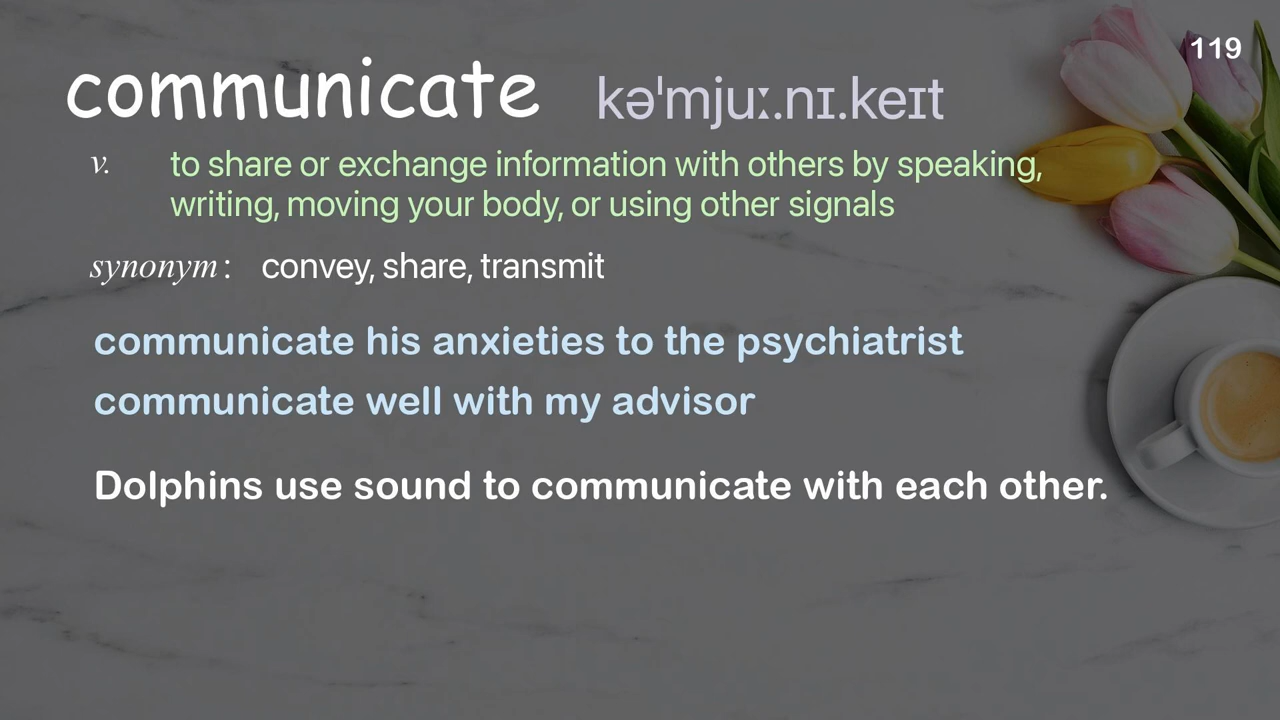 119
communicate kəˈmjuː.nɪ.keɪt
v. to share or exchange information with others by speaking,
writing, moving your body, or using other signals
synonym: convey, share, transmit
communicate his anxieties to the psychiatrist
communicate well with my advisor
Dolphins use sound to communicate with each other.